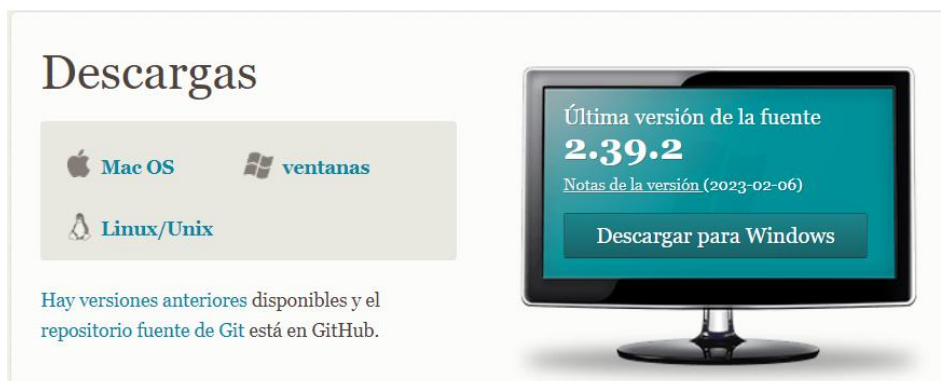 Descargas
Mac OS
ventanas
Linux/Unix
Hay versiones anteriores disponibles y el
repositorio fuente de Git está en GitHub.
Última versión de la fuente
2.39.2
Notas de la versión (2023-02-06)
Descargar para Windows